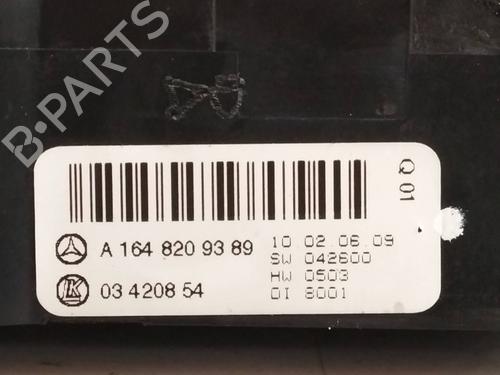 B-PARTS
Q 01
A 164 820 93 89
10 02.06.09
SW 042600
HW 0503
LK
03 4208 54
DI 8001